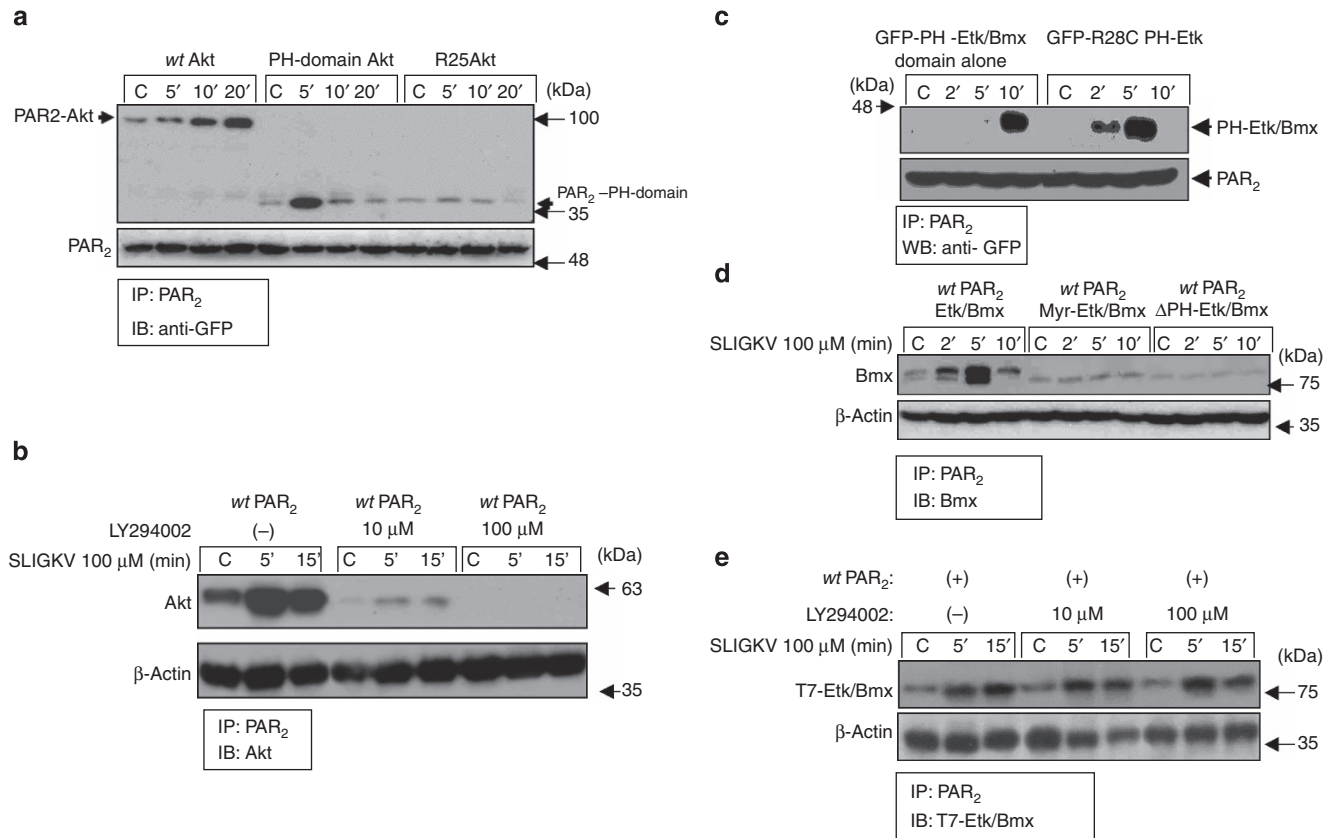 a
wt Akt PH-domain Akt R25Akt
C 5′ 10′ 20′ C 5′ 10′ 20′ C 5′ 10′ 20′ (kDa)
PAR2-Akt 100
PAR₂ –PH-domain
35
PAR₂
48
IP: PAR₂
IB: anti-GFP
b
wt PAR₂ wt PAR₂ wt PAR₂
LY294002 (–) 10 μM 100 μM
SLIGKV 100 μM (min) C 5’ 15’ C 5’ 15’ C 5’ 15’ (kDa)
Akt 63
β-Actin
35
IP: PAR₂
IB: Akt
c
GFP-PH -Etk/Bmx GFP-R28C PH-Etk
domain alone
(kDa) C 2′ 5′ 10′ C 2′ 5′ 10′
48
PH-Etk/Bmx
PAR₂
IP: PAR₂
WB: anti- GFP
d
wt PAR₂ wt PAR₂ wt PAR₂
Etk/Bmx Myr-Etk/Bmx ΔPH-Etk/Bmx
SLIGKV 100 μM (min) C 2′ 5′ 10′ C 2′ 5′ 10′ C 2′ 5′ 10′ (kDa)
Bmx 75
β-Actin 35
IP: PAR₂
IB: Bmx
e
wt PAR₂: (+) (+) (+)
LY294002: (–) 10 μM 100 μM
SLIGKV 100 μM (min) C 5′ 15′ C 5′ 15′ C 5′ 15′ (kDa)
T7-Etk/Bmx 75
β-Actin 35
IP: PAR₂
IB: T7-Etk/Bmx